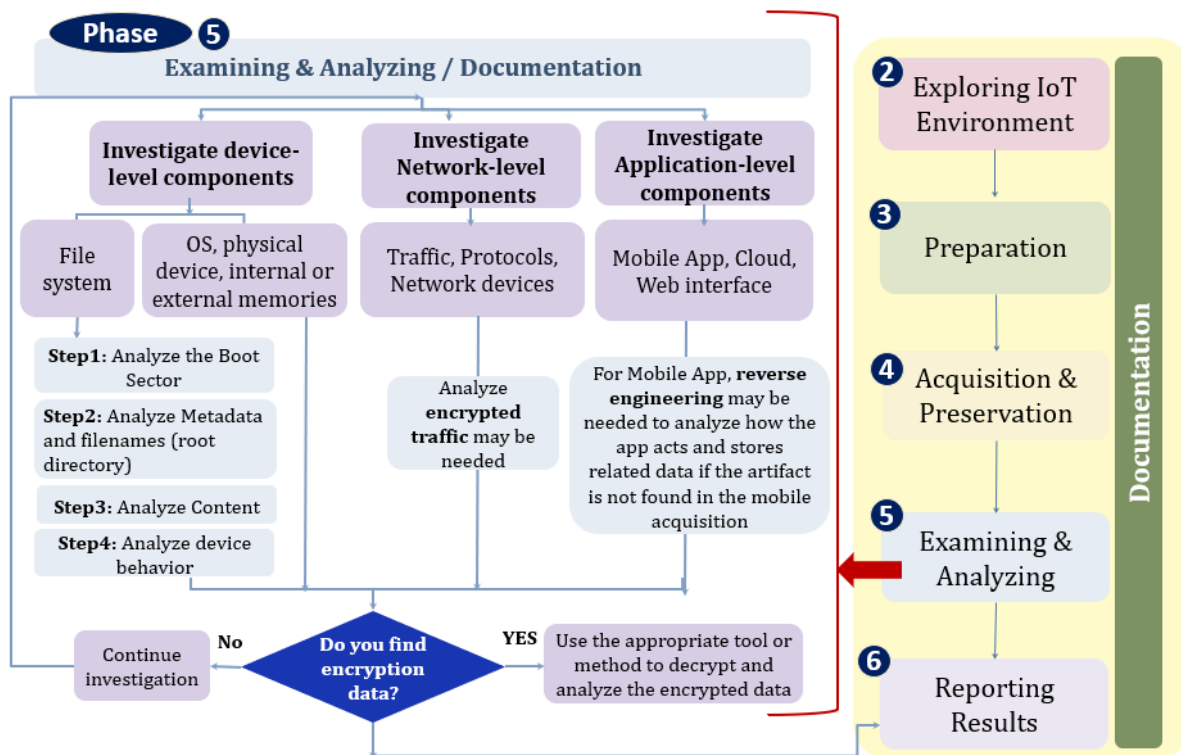 Phase 5
Examining & Analyzing / Documentation
Investigate device-
level components
Investigate
Network-level
components
Investigate
Application-level
components
File
system
OS, physical
device, internal or
external memories
Traffic, Protocols,
Network devices
Mobile App, Cloud,
Web interface
Step1: Analyze the Boot
Sector
Step2: Analyze Metadata
and filenames (root
directory)
Step3: Analyze Content
Step4: Analyze device
behavior
Analyze
encrypted
traffic may be
needed
For Mobile App, reverse
engineering may be
needed to analyze how the
app acts and stores
related data if the artifact
is not found in the mobile
acquisition
Do you find
encryption
data?
No
Continue
investigation
YES
Use the appropriate tool or
method to decrypt and
analyze the encrypted data
2
Exploring IoT
Environment
3
Preparation
4
Acquisition &
Preservation
5
Examining &
Analyzing
6
Reporting
Results
Documentation